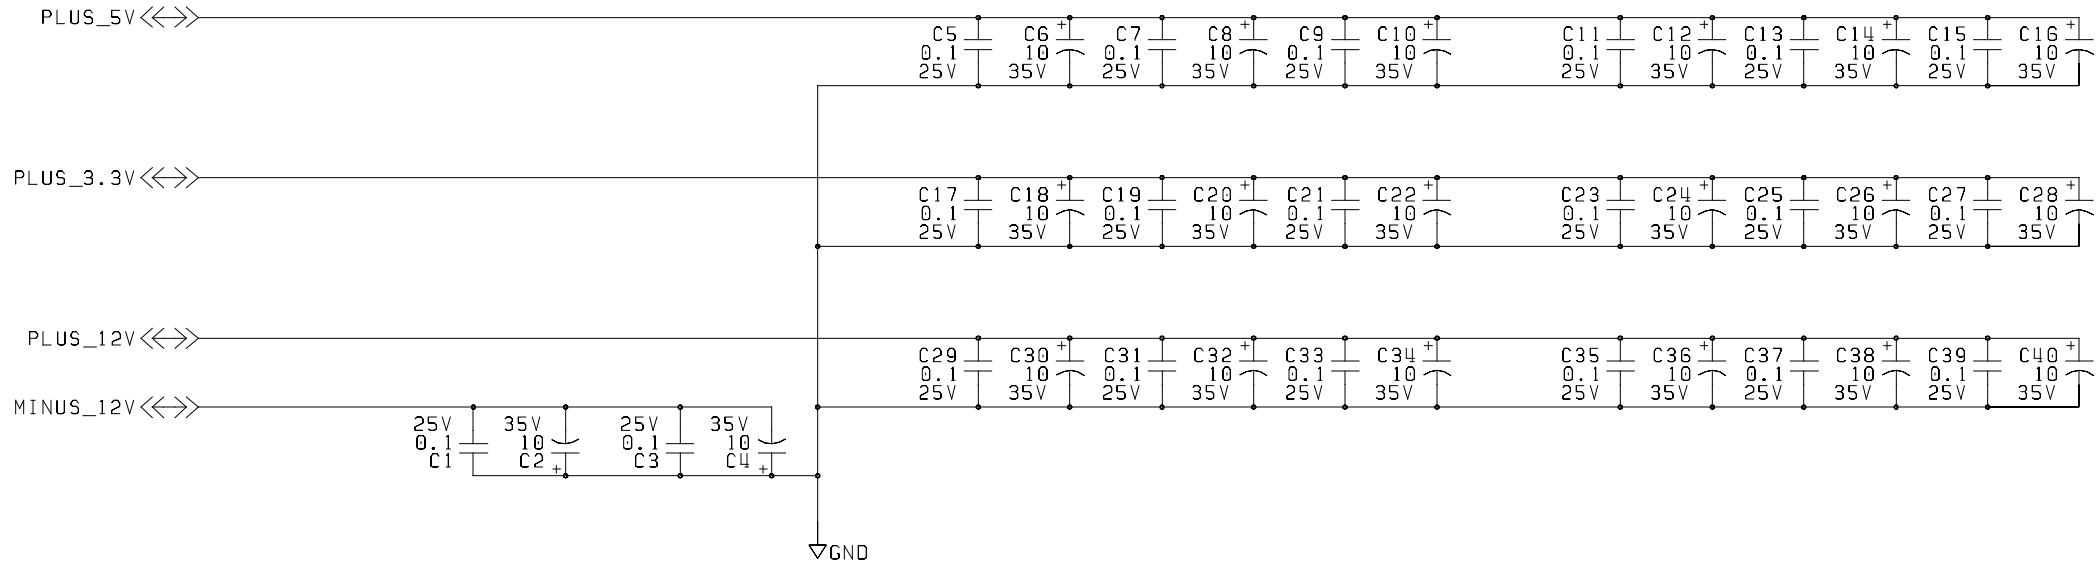 PLUS_5V
C5 0.1 25V
C6 + 10 35V
C7 0.1 25V
C8 + 10 35V
C9 0.1 25V
C10 + 10 35V
C11 0.1 25V
C12 + 10 35V
C13 0.1 25V
C14 + 10 35V
C15 0.1 25V
C16 + 10 35V
PLUS_3.3V
C17 0.1 25V
C18 + 10 35V
C19 0.1 25V
C20 + 10 35V
C21 0.1 25V
C22 + 10 35V
C23 0.1 25V
C24 + 10 35V
C25 0.1 25V
C26 + 10 35V
C27 0.1 25V
C28 + 10 35V
PLUS_12V
C29 0.1 25V
C30 + 10 35V
C31 0.1 25V
C32 + 10 35V
C33 0.1 25V
C34 + 10 35V
C35 0.1 25V
C36 + 10 35V
C37 0.1 25V
C38 + 10 35V
C39 0.1 25V
C40 + 10 35V
MINUS_12V
25V 0.1 C1
35V 10 C2 +
25V 0.1 C3
35V 10 C4 +
GND